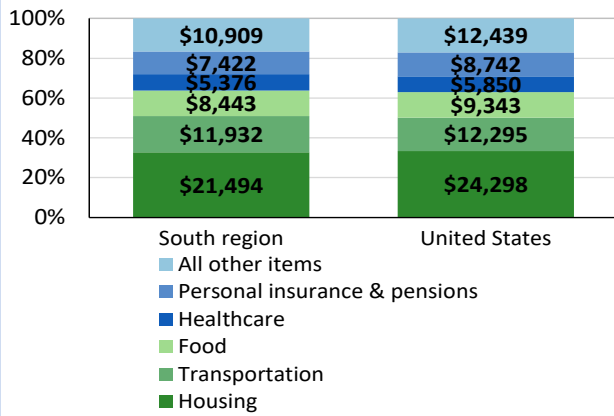 100%
80%
60%
40%
20%
0%
$10,909
$7,422
$5,376
$8,443
$11,932
$21,494
$12,439
$8,742
$5,850
$9,343
$12,295
$24,298
South region
United States
All other items
Personal insurance & pensions
Healthcare
Food
Transportation
Housing